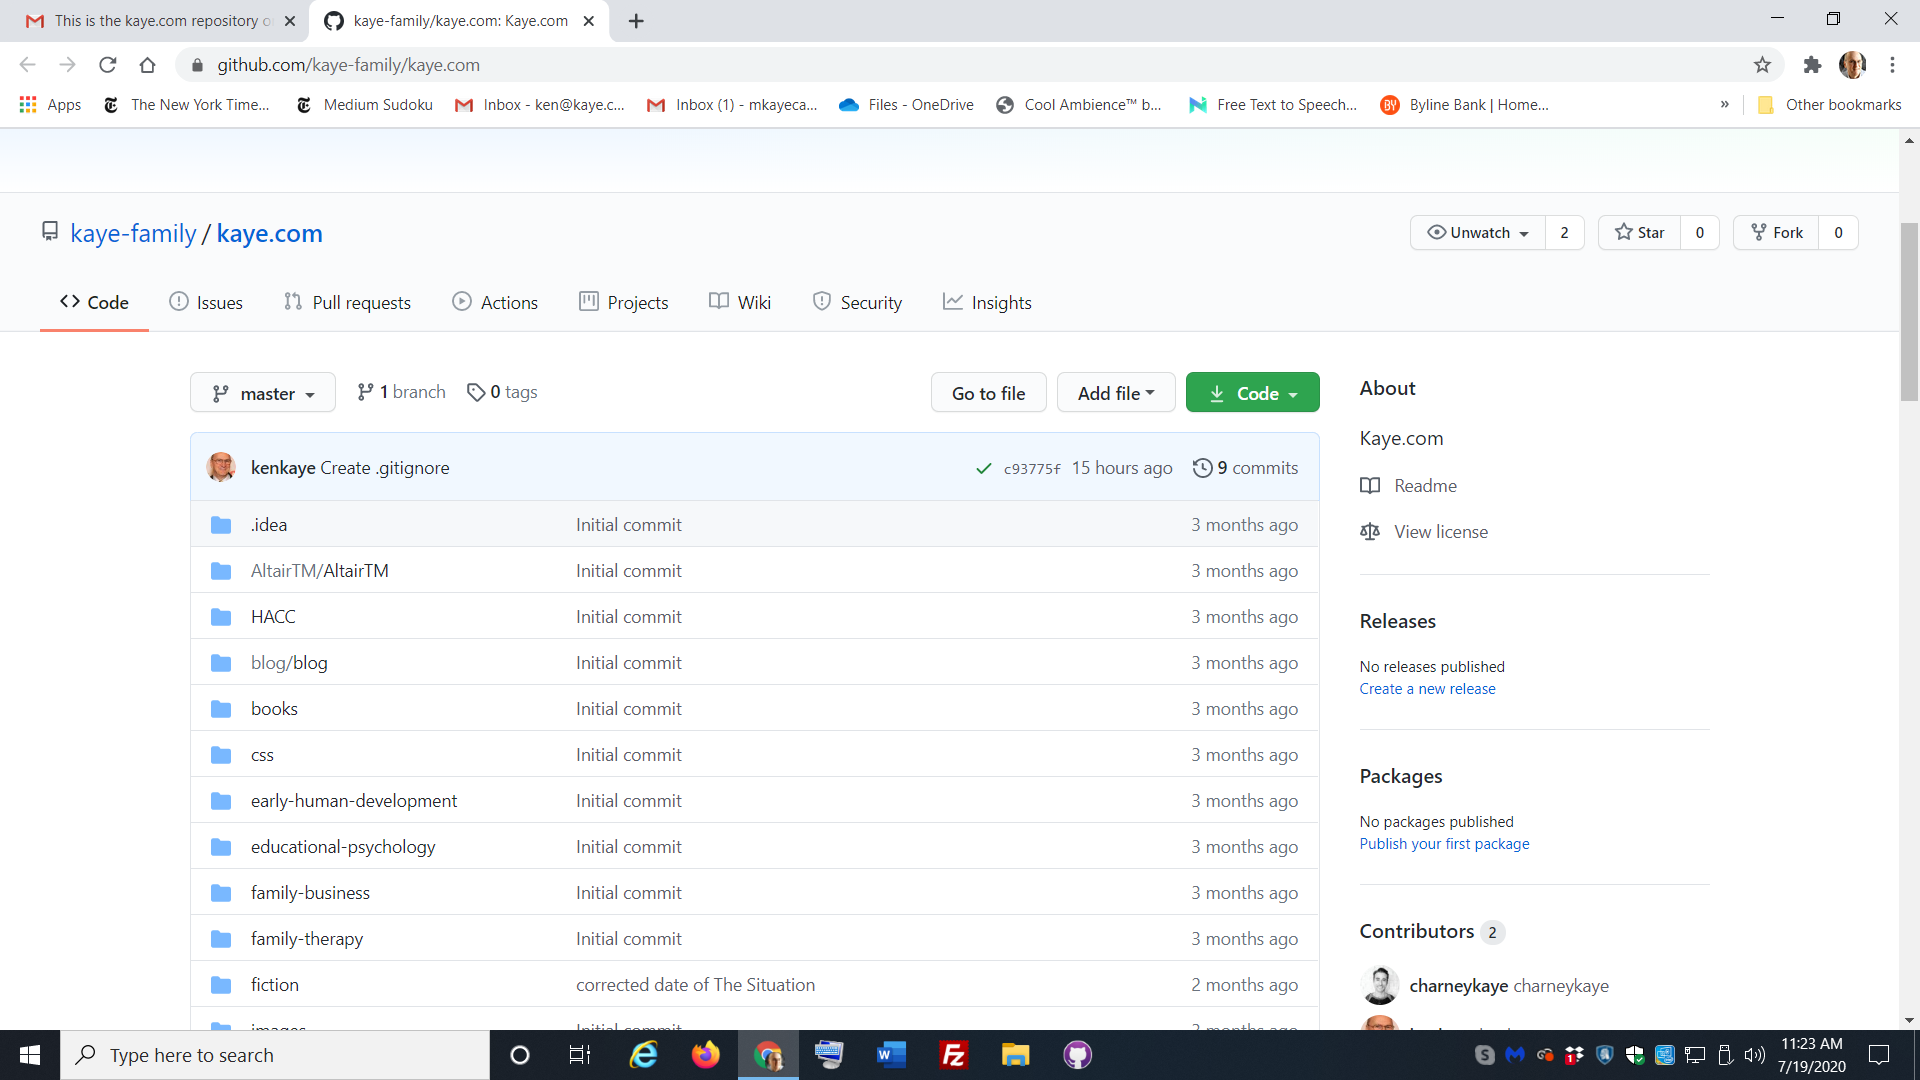 This is the kaye.com repository o
kaye-family/kaye.com: Kaye.com
github.com/kaye-family/kaye.com
Apps
The New York Time...
Medium Sudoku
Inbox - ken@kaye.c...
Inbox (1) - mkayeca...
Files - OneDrive
Cool Ambience™ b...
Free Text to Speech...
Byline Bank | Home...
»
Other bookmarks
kaye-family / kaye.com
Unwatch 2
Star 0
Fork 0
Code
Issues
Pull requests
Actions
Projects
Wiki
Security
Insights
master
1 branch
0 tags
Go to file
Add file
Code
kenkaye Create .gitignore c93775f 15 hours ago 9 commits
.idea Initial commit 3 months ago
AltairTM/AltairTM Initial commit 3 months ago
HACC Initial commit 3 months ago
blog/blog Initial commit 3 months ago
books Initial commit 3 months ago
css Initial commit 3 months ago
early-human-development Initial commit 3 months ago
educational-psychology Initial commit 3 months ago
family-business Initial commit 3 months ago
family-therapy Initial commit 3 months ago
fiction corrected date of The Situation 2 months ago
images Initial commit 3 months ago
About
Kaye.com
Readme
View license
Releases
No releases published
Create a new release
Packages
No packages published
Publish your first package
Contributors 2
charneykaye charneykaye
Type here to search
11:23 AM
7/19/2020